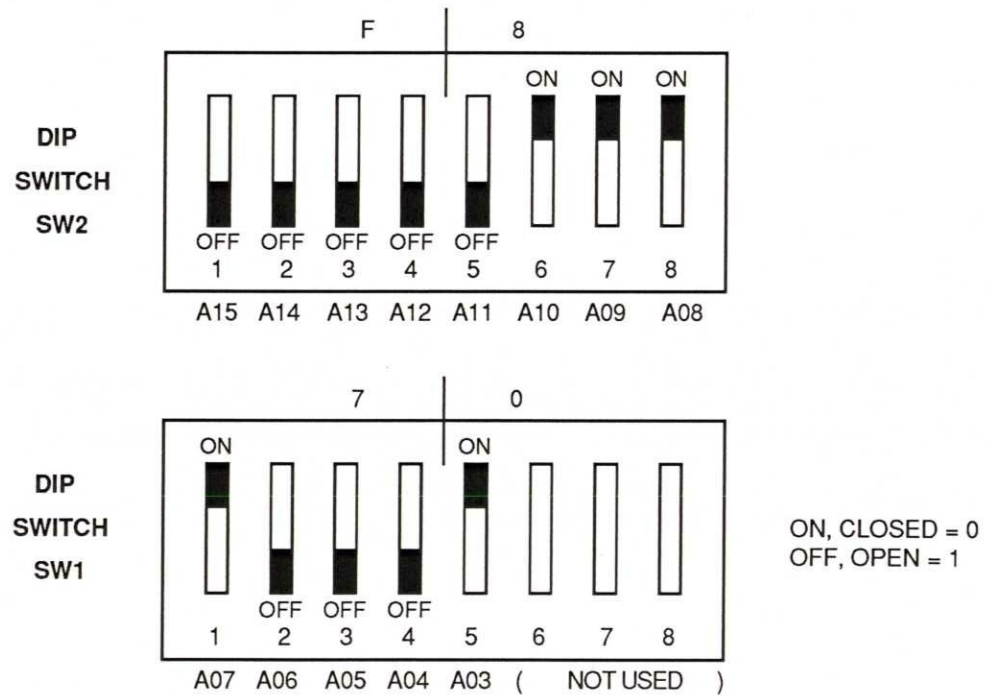 F 8
ON ON ON
DIP
SWITCH
SW2
OFF OFF OFF OFF OFF
1 2 3 4 5 6 7 8
A15 A14 A13 A12 A11 A10 A09 A08
7 0
ON ON
DIP
SWITCH
SW1
ON, CLOSED = 0
OFF, OPEN = 1
OFF OFF OFF
1 2 3 4 5 6 7 8
A07 A06 A05 A04 A03 ( NOT USED )